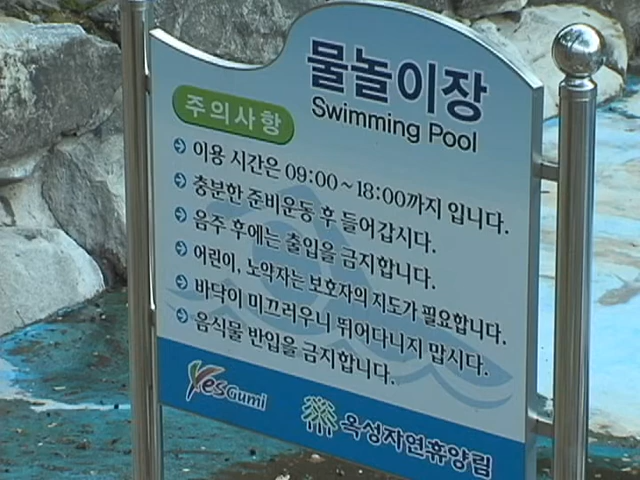 물놀이장
Swimming Pool
주의사항
이용 시간은 09:00~18:00까지 입니다.
충분한 준비운동 후 들어갑시다.
음주 후에는 출입을 금지합니다.
어린이, 노약자는 보호자의 지도가 필요합니다.
바닥이 미끄러우니 뛰어다니지 맙시다.
음식물 반입을 금지합니다.
YesGumi
옥성자연휴양림